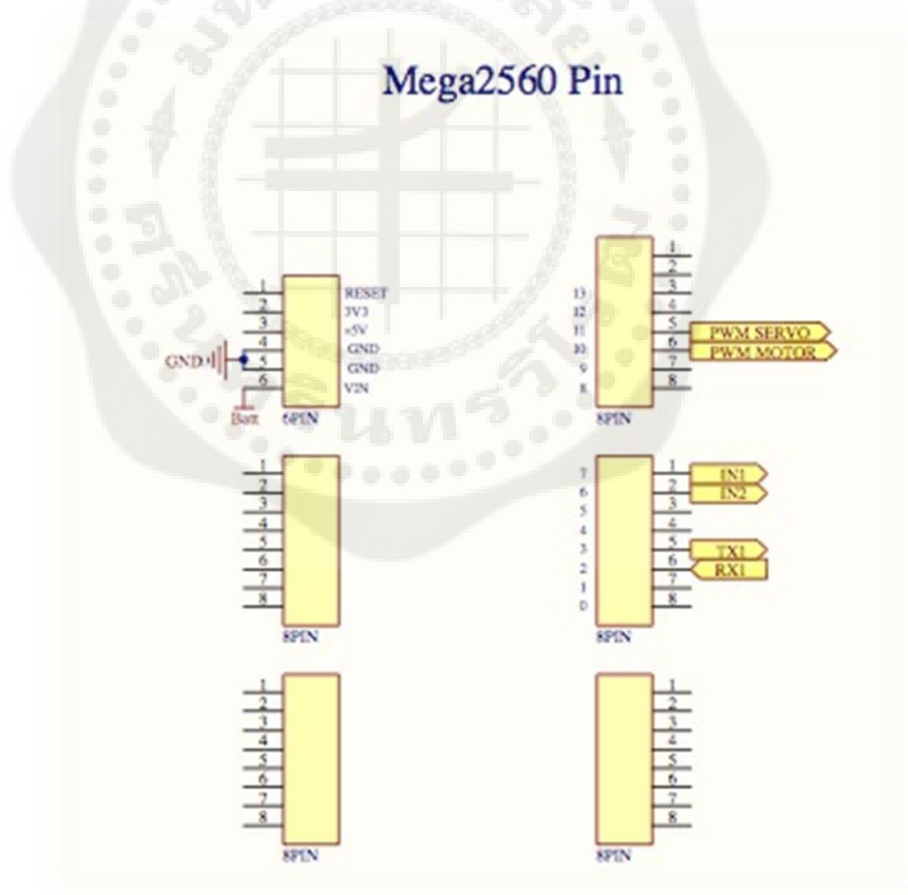 Mega2560 Pin
1 RESET
2 3V3
3 +5V
4 GND
5 GND
6 VIN
GND
Batt
6PIN
1
2
13 3
12 4
11 5 PWM SERVO
10 6 PWM MOTOR
9 7
8 8
8PIN
1
2
3
4
5
6
7
8
8PIN
7 1 IN1
6 2 IN2
5 3
4 4
3 5 TX1
2 6 RX1
1 7
0 8
8PIN
1
2
3
4
5
6
7
8
8PIN
1
2
3
4
5
6
7
8
8PIN